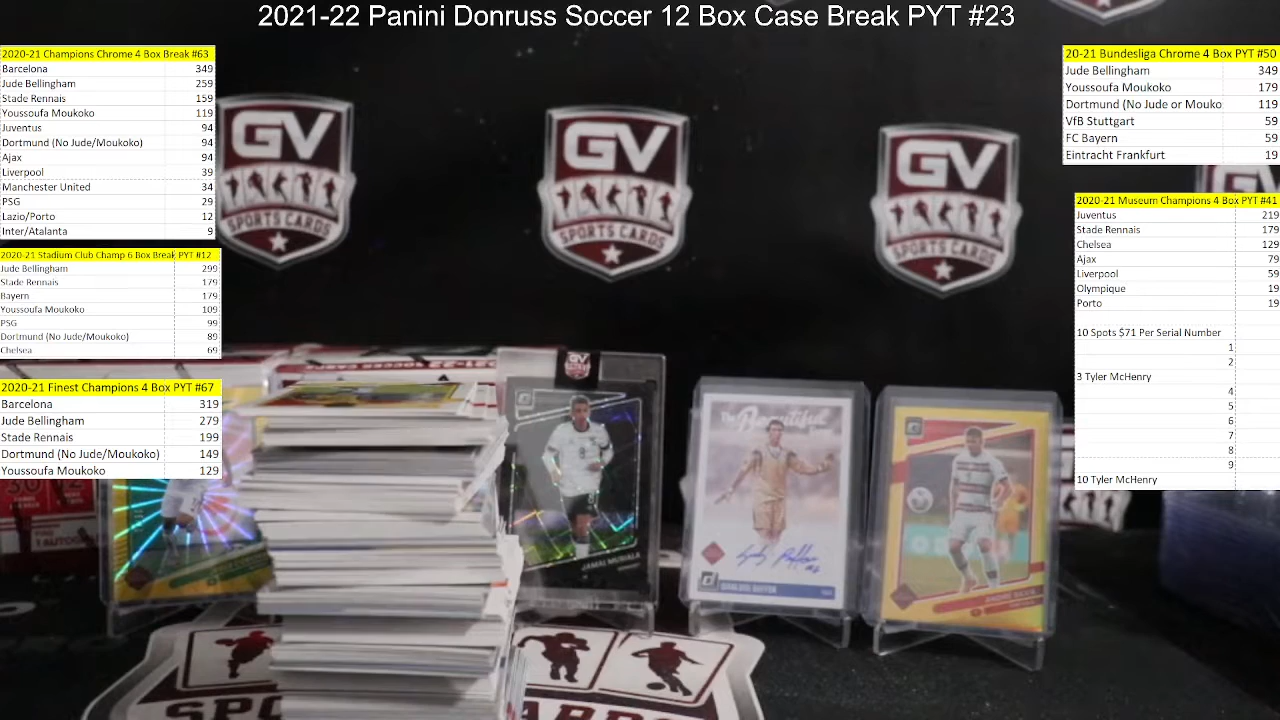 2021-22 Panini Donruss Soccer 12 Box Case Break PYT #23
2020-21 Champions Chrome 4 Box Break #63
Barcelona 349
Jude Bellingham 259
Stade Rennais 159
Youssoufa Moukoko 119
Juventus 94
Dortmund (No Jude/Moukoko) 94
Ajax 94
Liverpool 39
Manchester United 34
PSG 29
Lazio/Porto 12
Inter/Atalanta 9
2020-21 Stadium Club Champ 6 Box Break PYT #12
Jude Bellingham 299
Stade Rennais 179
Bayern 179
Youssoufa Moukoko 109
PSG 99
Dortmund (No Jude/Moukoko) 89
Chelsea 69
2020-21 Finest Champions 4 Box PYT #67
Barcelona 319
Jude Bellingham 279
Stade Rennais 199
Dortmund (No Jude/Moukoko) 149
Youssoufa Moukoko 129
20-21 Bundesliga Chrome 4 Box PYT #50
Jude Bellingham 349
Youssoufa Moukoko 179
Dortmund (No Jude or Mouko 119
VfB Stuttgart 59
FC Bayern 59
Eintracht Frankfurt 19
2020-21 Museum Champions 4 Box PYT #41
Juventus 219
Stade Rennais 179
Chelsea 129
Ajax 79
Liverpool 59
Olympique 19
Porto 19
10 Spots $71 Per Serial Number
1
2
3 Tyler McHenry
4
5
6
7
8
9
10 Tyler McHenry
GV
SPORTS CARDS
GV
SPORTS CARDS
GV
SPORTS CARDS
GV
JAMAL MUSIALA
The Beautiful
GIANLUIGI BUFFON
ANDRE SILVA